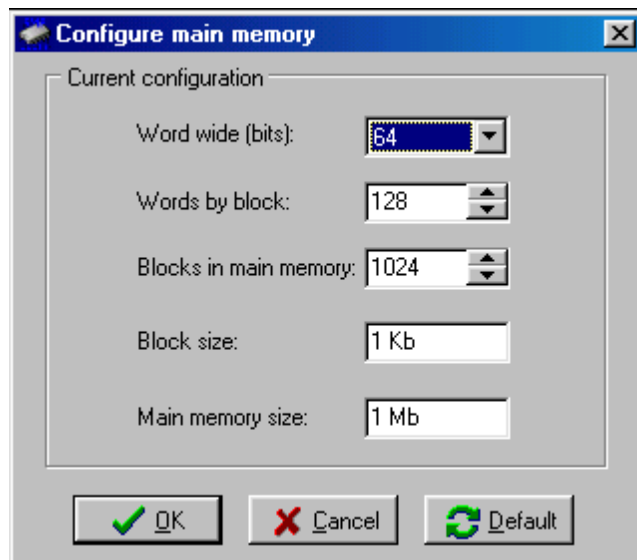 Configure main memory
Current configuration
Word wide (bits): 64
Words by block: 128
Blocks in main memory: 1024
Block size: 1 Kb
Main memory size: 1 Mb
OK Cancel Default